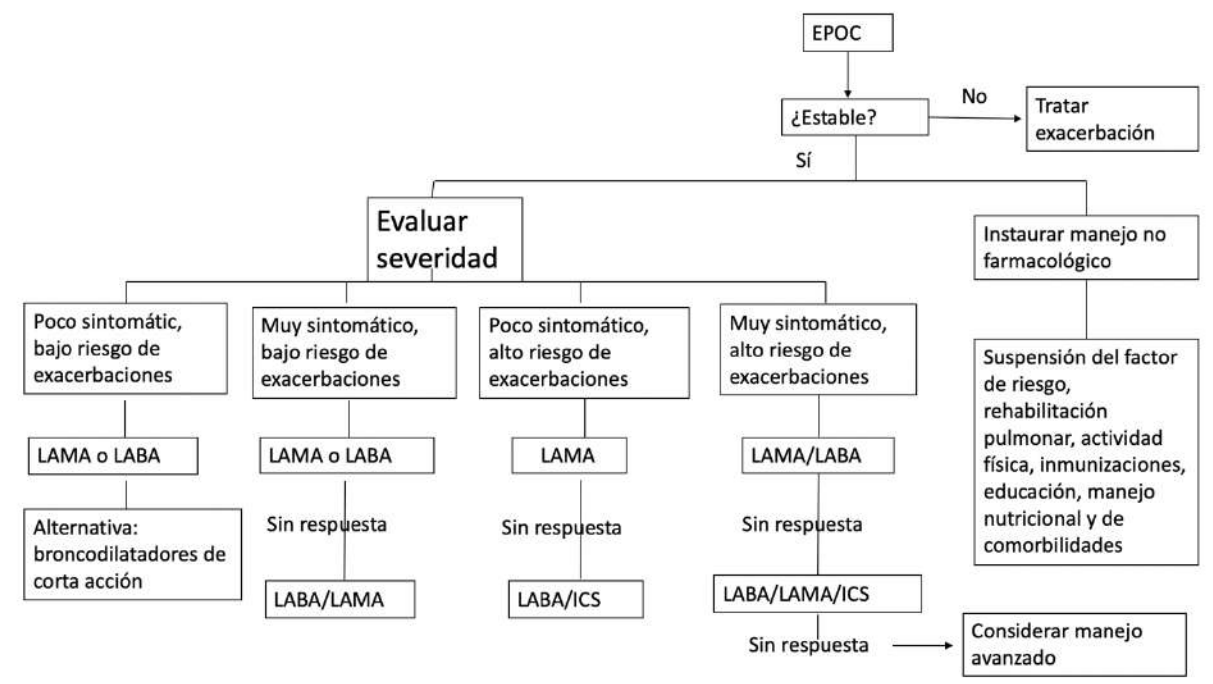 EPOC
¿Estable?
No
Tratar
exacerbación
Sí
Evaluar
severidad
Instaurar manejo no
farmacológico
Poco sintomátic,
bajo riesgo de
exacerbaciones
Muy sintomático,
bajo riesgo de
exacerbaciones
Poco sintomático,
alto riesgo de
exacerbaciones
Muy sintomático,
alto riesgo de
exacerbaciones
Suspensión del factor
de riesgo,
rehabilitación
pulmonar, actividad
física, inmunizaciones,
educación, manejo
nutricional y de
comorbilidades
LAMA o LABA
LAMA o LABA
LAMA
LAMA/LABA
Alternativa:
broncodilatadores de
corta acción
Sin respuesta
Sin respuesta
Sin respuesta
LABA/LAMA
LABA/ICS
LABA/LAMA/ICS
Sin respuesta
Considerar manejo
avanzado